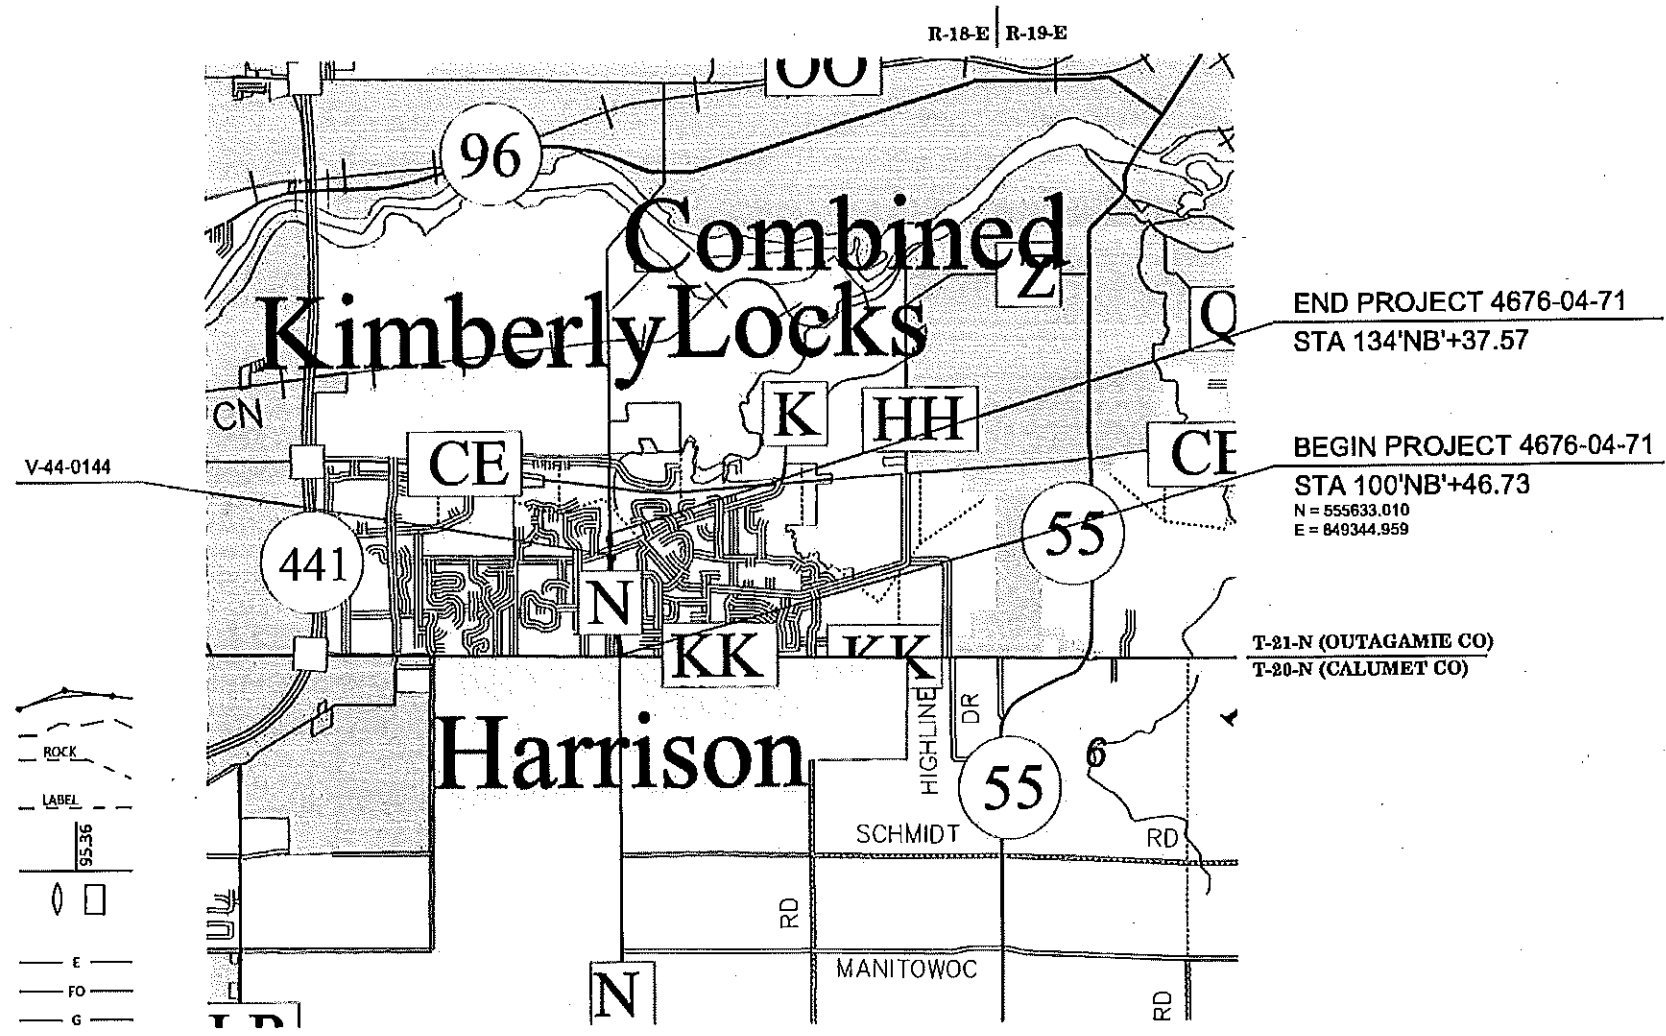 R-18-E R-19-E
OO
96
Combined
Z
Kimberly Locks
Q
END PROJECT 4676-04-71
STA 134'NB'+37.57
CN
K
HH
CE
BEGIN PROJECT 4676-04-71
V-44-0144
STA 100'NB'+46.73
N = 555633.010
E = 849344.959
55
441
N
KK
KK
T-21-N (OUTAGAMIE CO)
T-20-N (CALUMET CO)
HIGHLINE
DR
Harrison
6
ROCK
55
LABEL
95.36
SCHMIDT
RD
RD
E
MANITOWOC
FO
N
RD
G